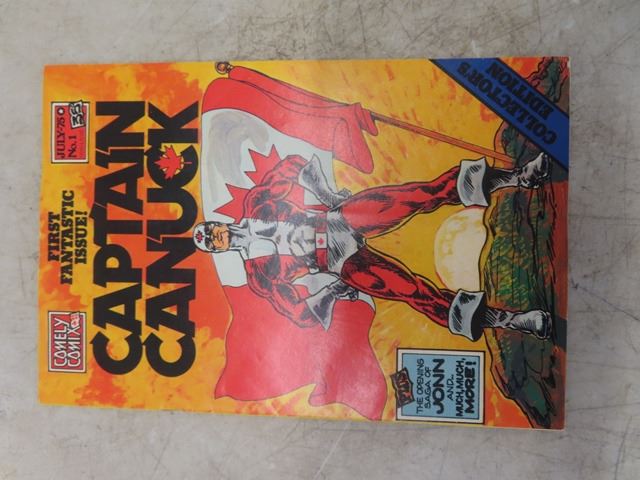 COMELY
COMIX
FIRST
FANTASTIC
ISSUE!
JULY-75
No.1
35¢
CAPTAIN
CANUCK
COLLECTOR'S
EDITION
PLUS
THE OPENING
SAGA OF
JONN
AND...
MUCH, MUCH,
MORE!